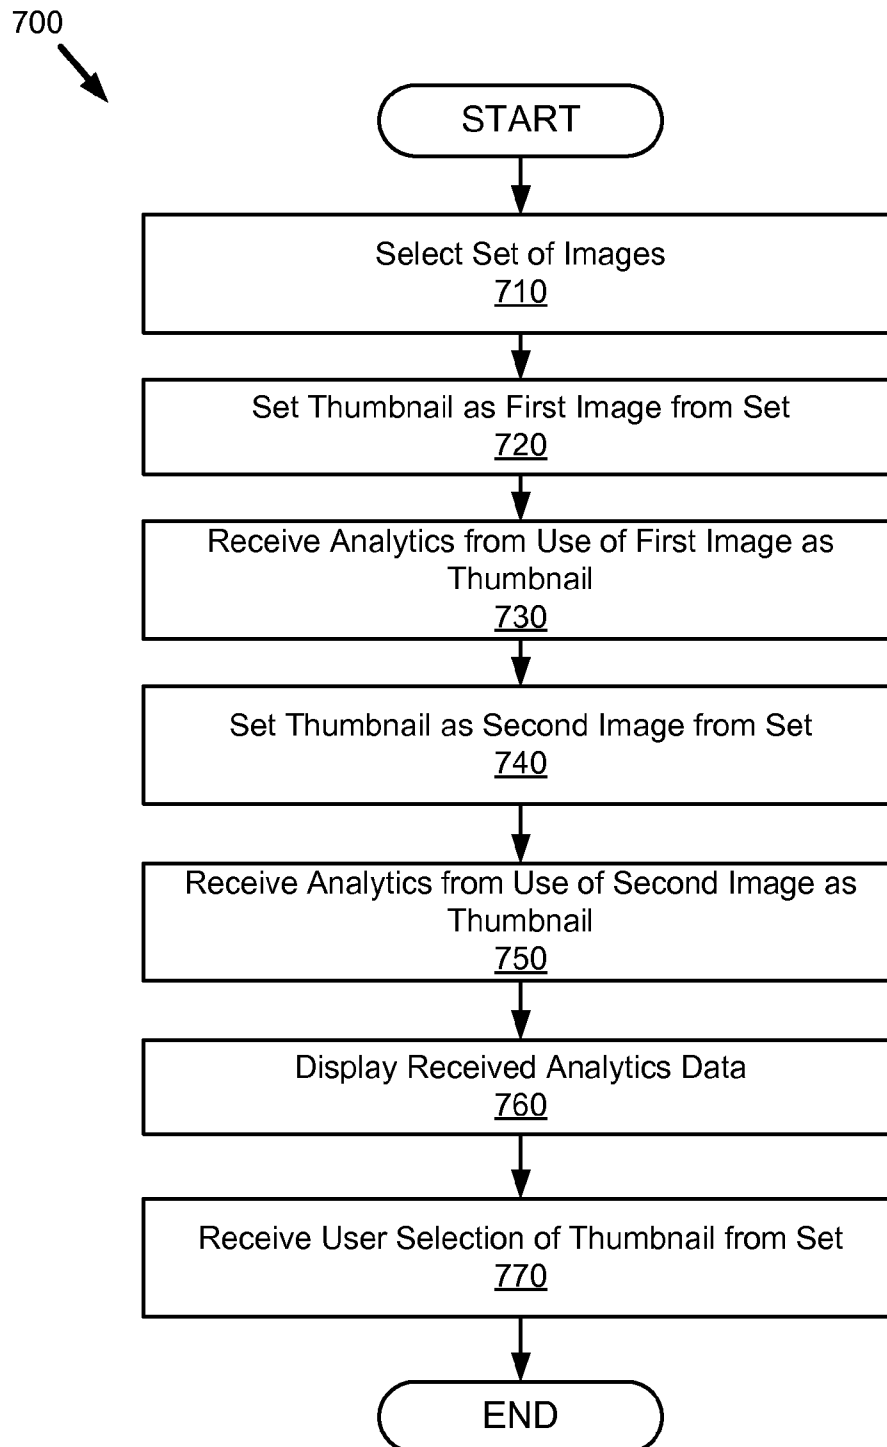 700
START
Select Set of Images
710
Set Thumbnail as First Image from Set
720
Receive Analytics from Use of First Image as
Thumbnail
730
Set Thumbnail as Second Image from Set
740
Receive Analytics from Use of Second Image as
Thumbnail
750
Display Received Analytics Data
760
Receive User Selection of Thumbnail from Set
770
END